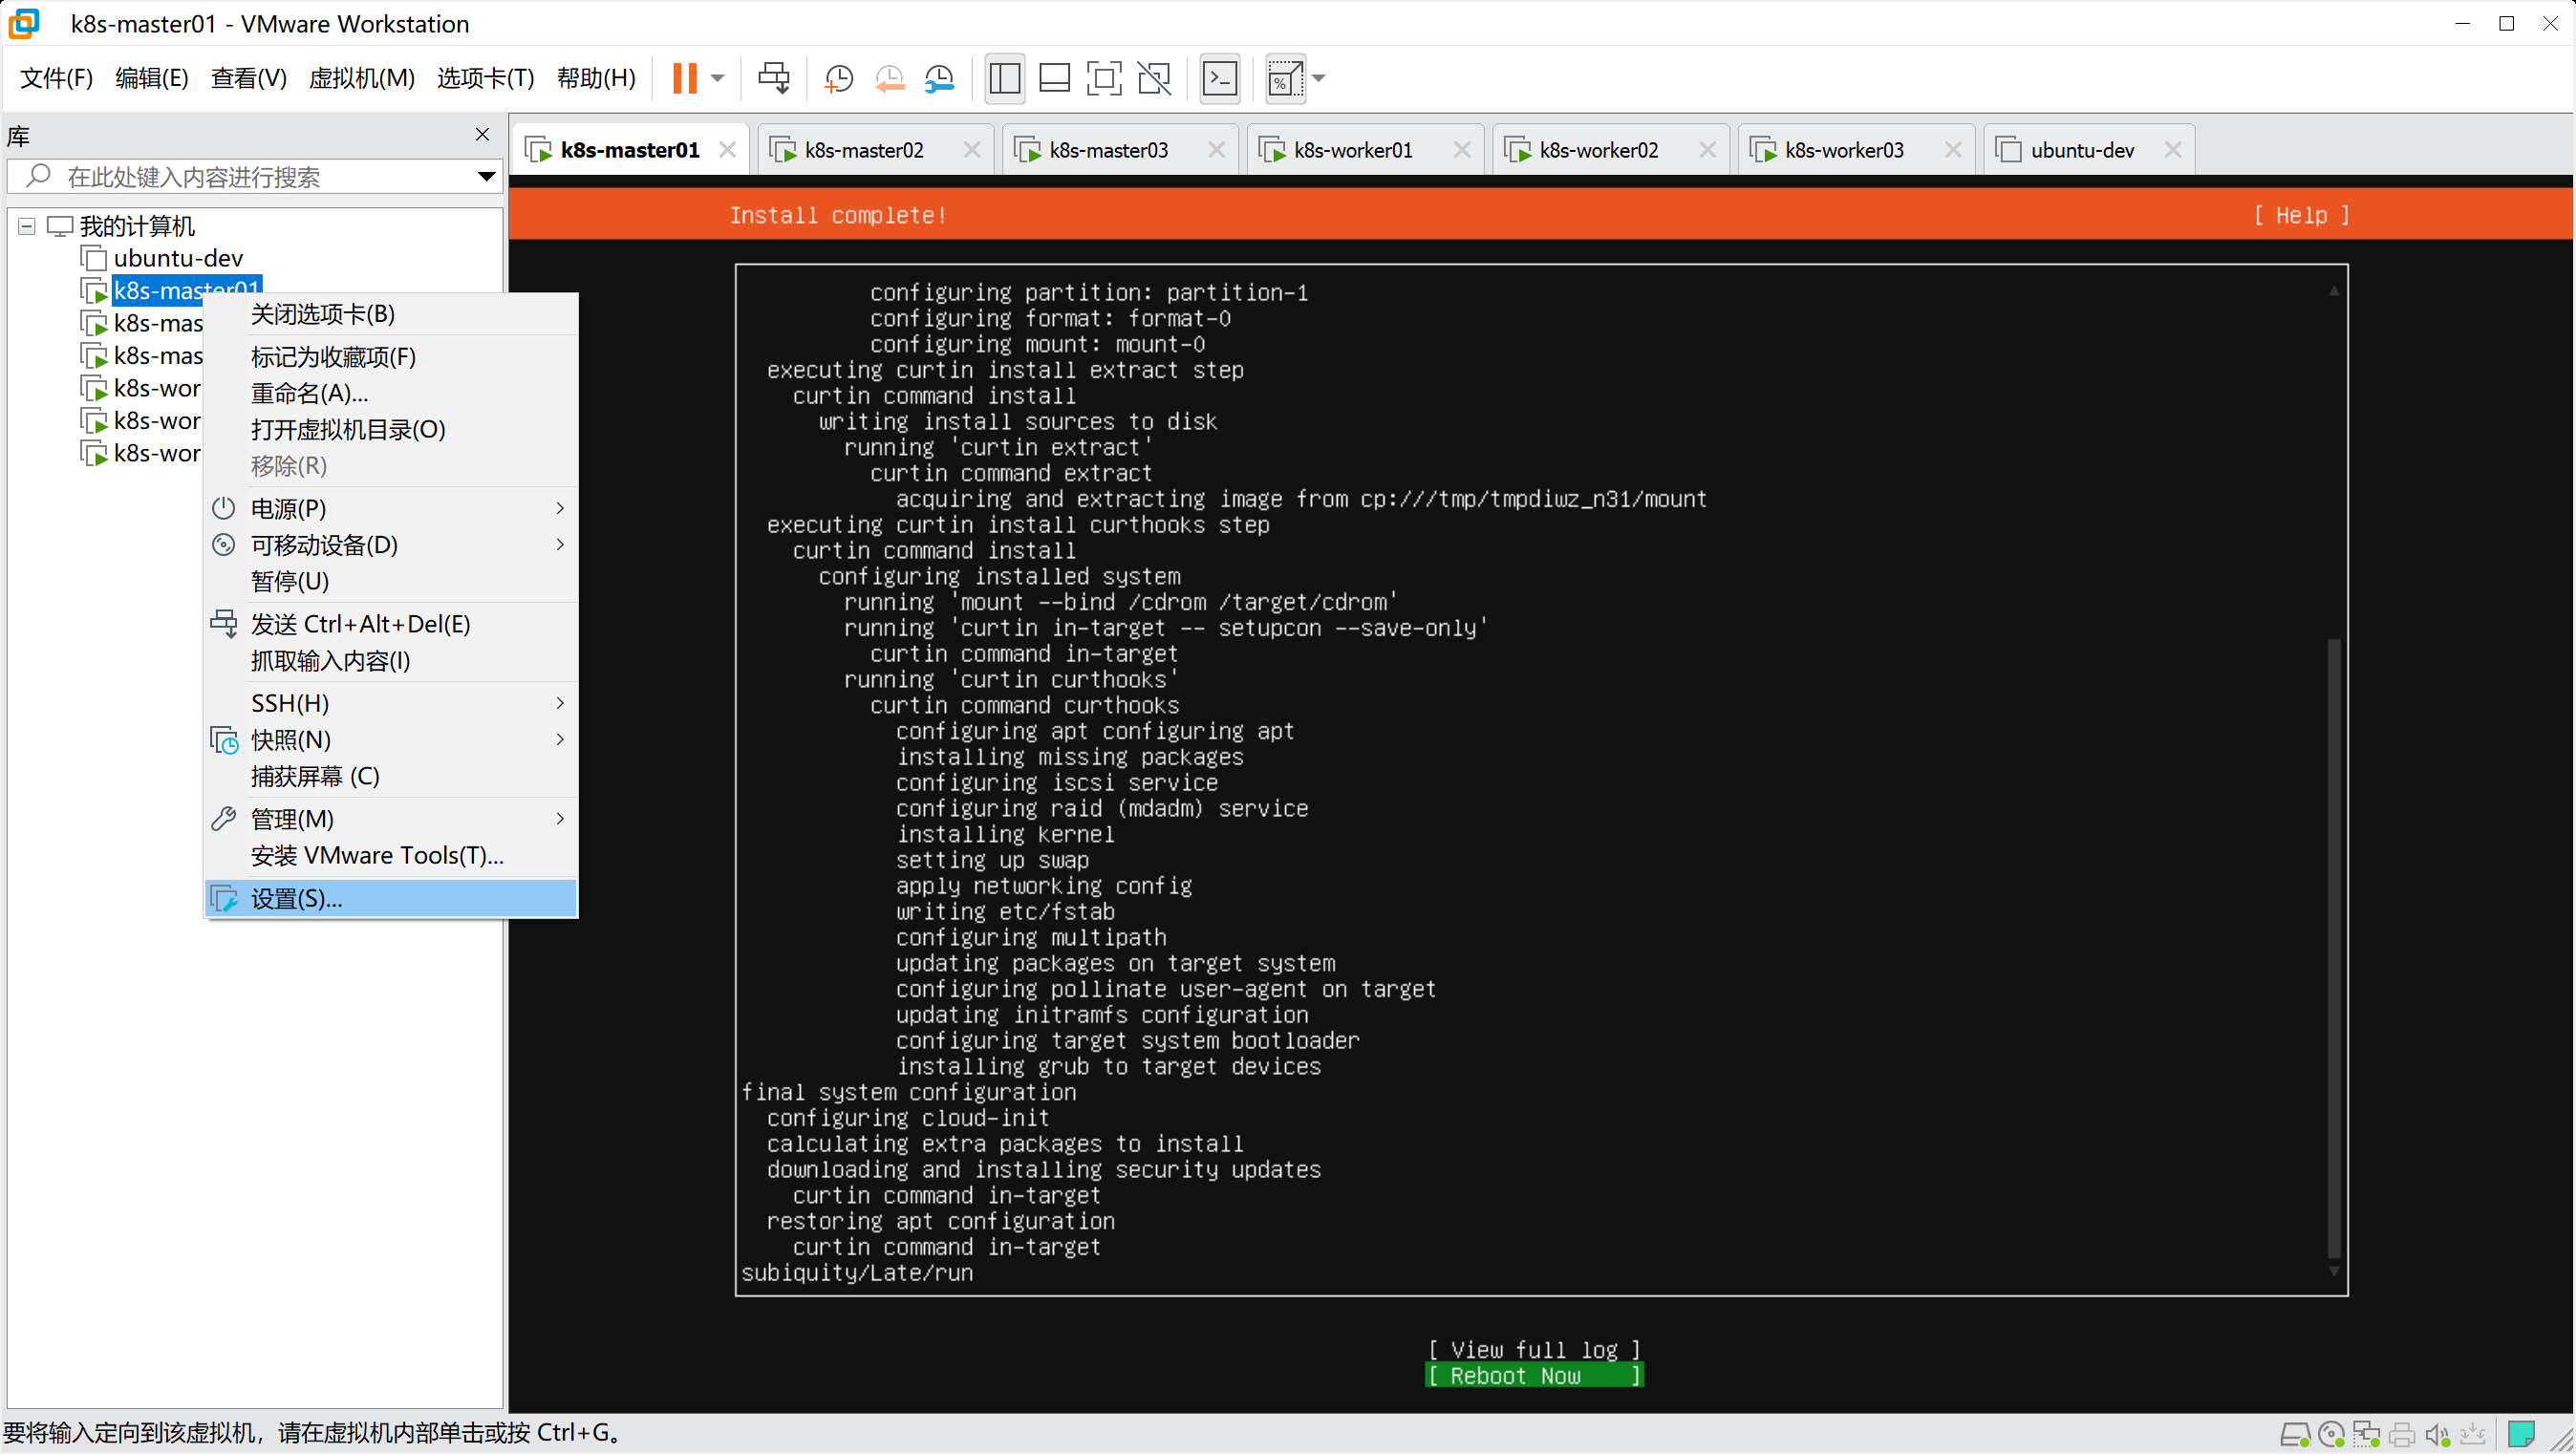 k8s-master01 - VMware Workstation
文件(F) 编辑(E) 查看(V) 虚拟机(M) 选项卡(T) 帮助(H)
库
在此处键入内容进行搜索
我的计算机
ubuntu-dev
k8s-master01
k8s-mas
k8s-mas
k8s-wor
k8s-wor
k8s-wor
关闭选项卡(B)
标记为收藏项(F)
重命名(A)...
打开虚拟机目录(O)
移除(R)
电源(P)
可移动设备(D)
暂停(U)
发送 Ctrl+Alt+Del(E)
抓取输入内容(I)
SSH(H)
快照(N)
捕获屏幕 (C)
管理(M)
安装 VMware Tools(T)...
设置(S)...
k8s-master01 k8s-master02 k8s-master03 k8s-worker01 k8s-worker02 k8s-worker03 ubuntu-dev
Install complete! [ Help ]
configuring partition: partition-1
configuring format: format-0
configuring mount: mount-0
executing curtin install extract step
curtin command install
writing install sources to disk
running 'curtin extract'
curtin command extract
acquiring and extracting image from cp:///tmp/tmpdiwz_n31/mount
executing curtin install curthooks step
curtin command install
configuring installed system
running 'mount --bind /cdrom /target/cdrom'
running 'curtin in-target -- setupcon --save-only'
curtin command in-target
running 'curtin curthooks'
curtin command curthooks
configuring apt configuring apt
installing missing packages
configuring iscsi service
configuring raid (mdadm) service
installing kernel
setting up swap
apply networking config
writing etc/fstab
configuring multipath
updating packages on target system
configuring pollinate user-agent on target
updating initramfs configuration
configuring target system bootloader
installing grub to target devices
final system configuration
configuring cloud-init
calculating extra packages to install
downloading and installing security updates
curtin command in-target
restoring apt configuration
curtin command in-target
subiquity/Late/run
[ View full log ]
[ Reboot Now ]
要将输入定向到该虚拟机，请在虚拟机内部单击或按 Ctrl+G。